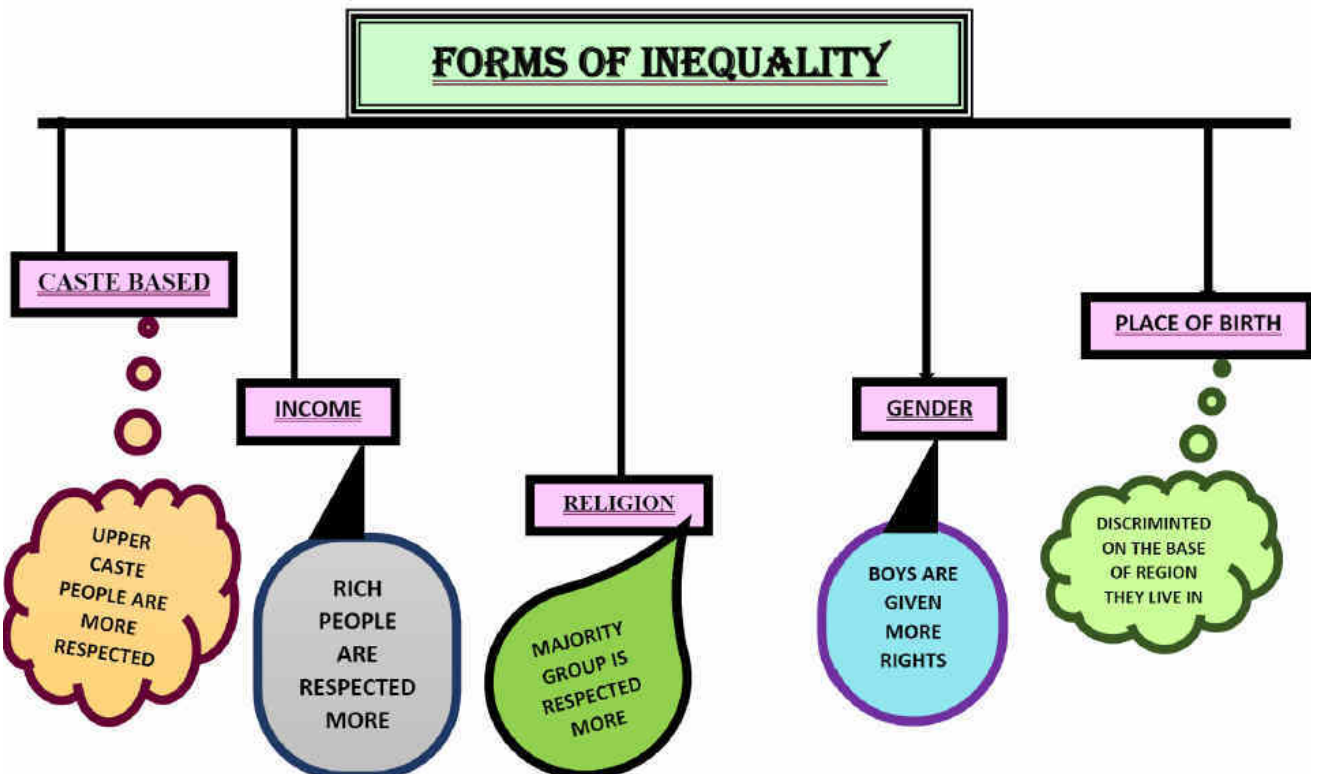 FORMS OF INEQUALITY
CASTE BASED
UPPER
CASTE
PEOPLE ARE
MORE
RESPECTED
INCOME
RICH
PEOPLE
ARE
RESPECTED
MORE
RELIGION
MAJORITY
GROUP IS
RESPECTED
MORE
GENDER
BOYS ARE
GIVEN
MORE
RIGHTS
PLACE OF BIRTH
DISCRIMINTED
ON THE BASE
OF REGION
THEY LIVE IN